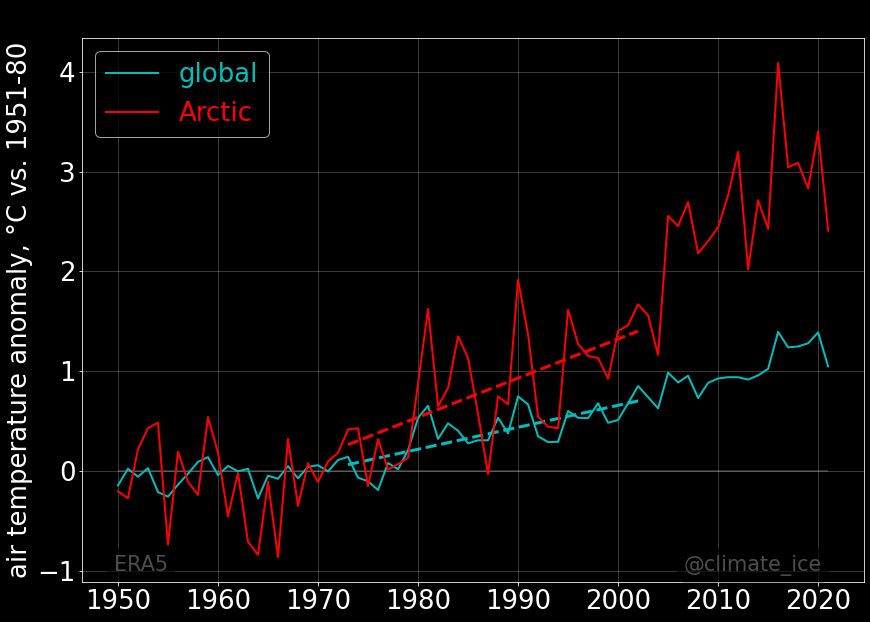 global
Arctic
air temperature anomaly, °C vs. 1951-80
4
3
2
1
0
−1
ERA5
@climate_ice
1950 1960 1970 1980 1990 2000 2010 2020